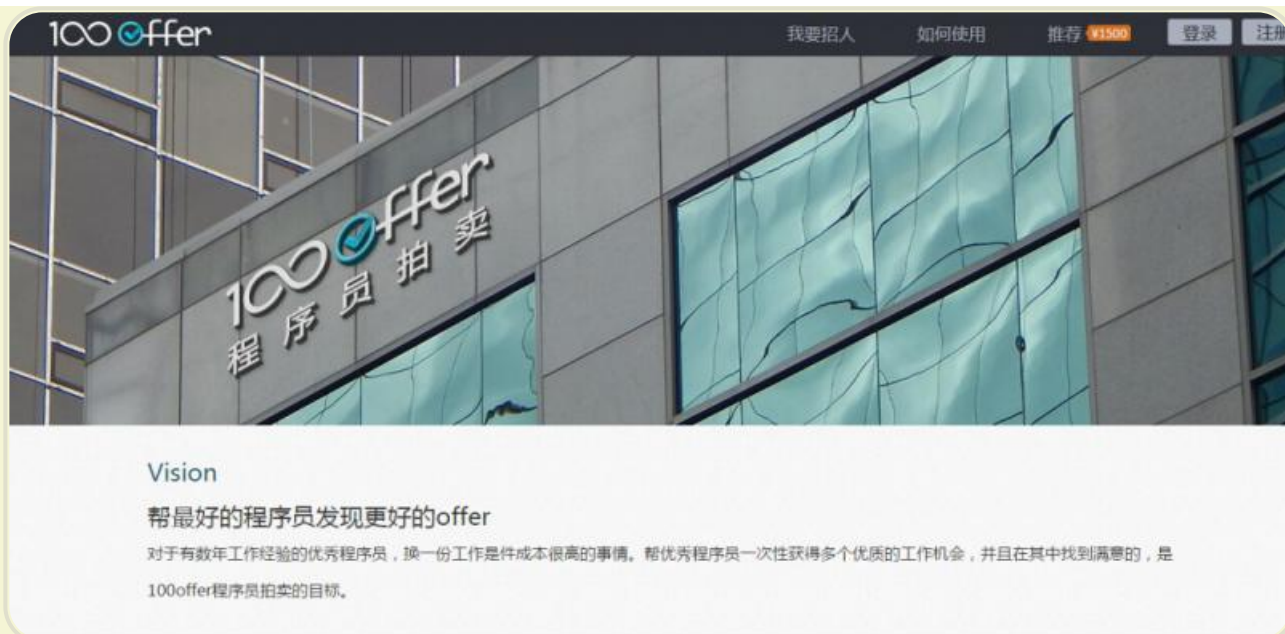 100offer
我要招人 如何使用 推荐 ¥1500 登录 注册
100offer
程序员拍卖
Vision
帮最好的程序员发现更好的offer
对于有数年工作经验的优秀程序员，换一份工作是件成本很高的事情。帮优秀程序员一次性获得多个优质的工作机会，并且在其中找到满意的，是
100offer程序员拍卖的目标。